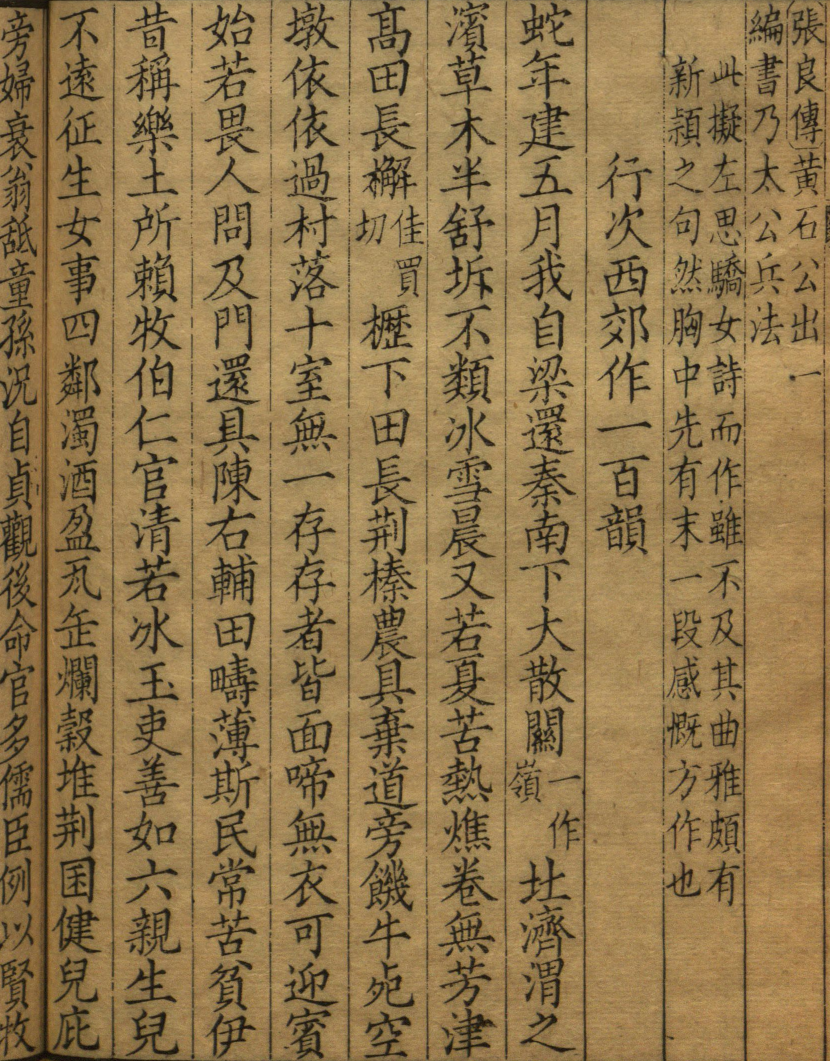 張良傳黃石公出一
編書乃太公兵法
此擬左思驕女詩而作雖不及其曲雅頗有
新頴之句然胸中先有末一段感慨方作也
行次西郊作一百韻
蛇年建五月我自梁還秦南下大散關一作嶺北濟渭之
濱草木半舒坼不類冰雪晨又若夏苦熱燋卷無芳津
髙田長檞佳買切櫪下田長荆榛農具棄道旁饑牛死空
墩依依過村落十室無一存存者皆面啼無衣可迎賓
始若畏人問及門還具陳右輔田疇薄斯民常苦貧伊
昔稱樂土所賴牧伯仁官清若冰玉吏善如六親生兒
不遠征生女事四鄰濁酒盈瓦缶爛穀堆荆囷健兒庇
旁婦衰翁舐童孫況自貞觀後命官多儒臣例以賢牧